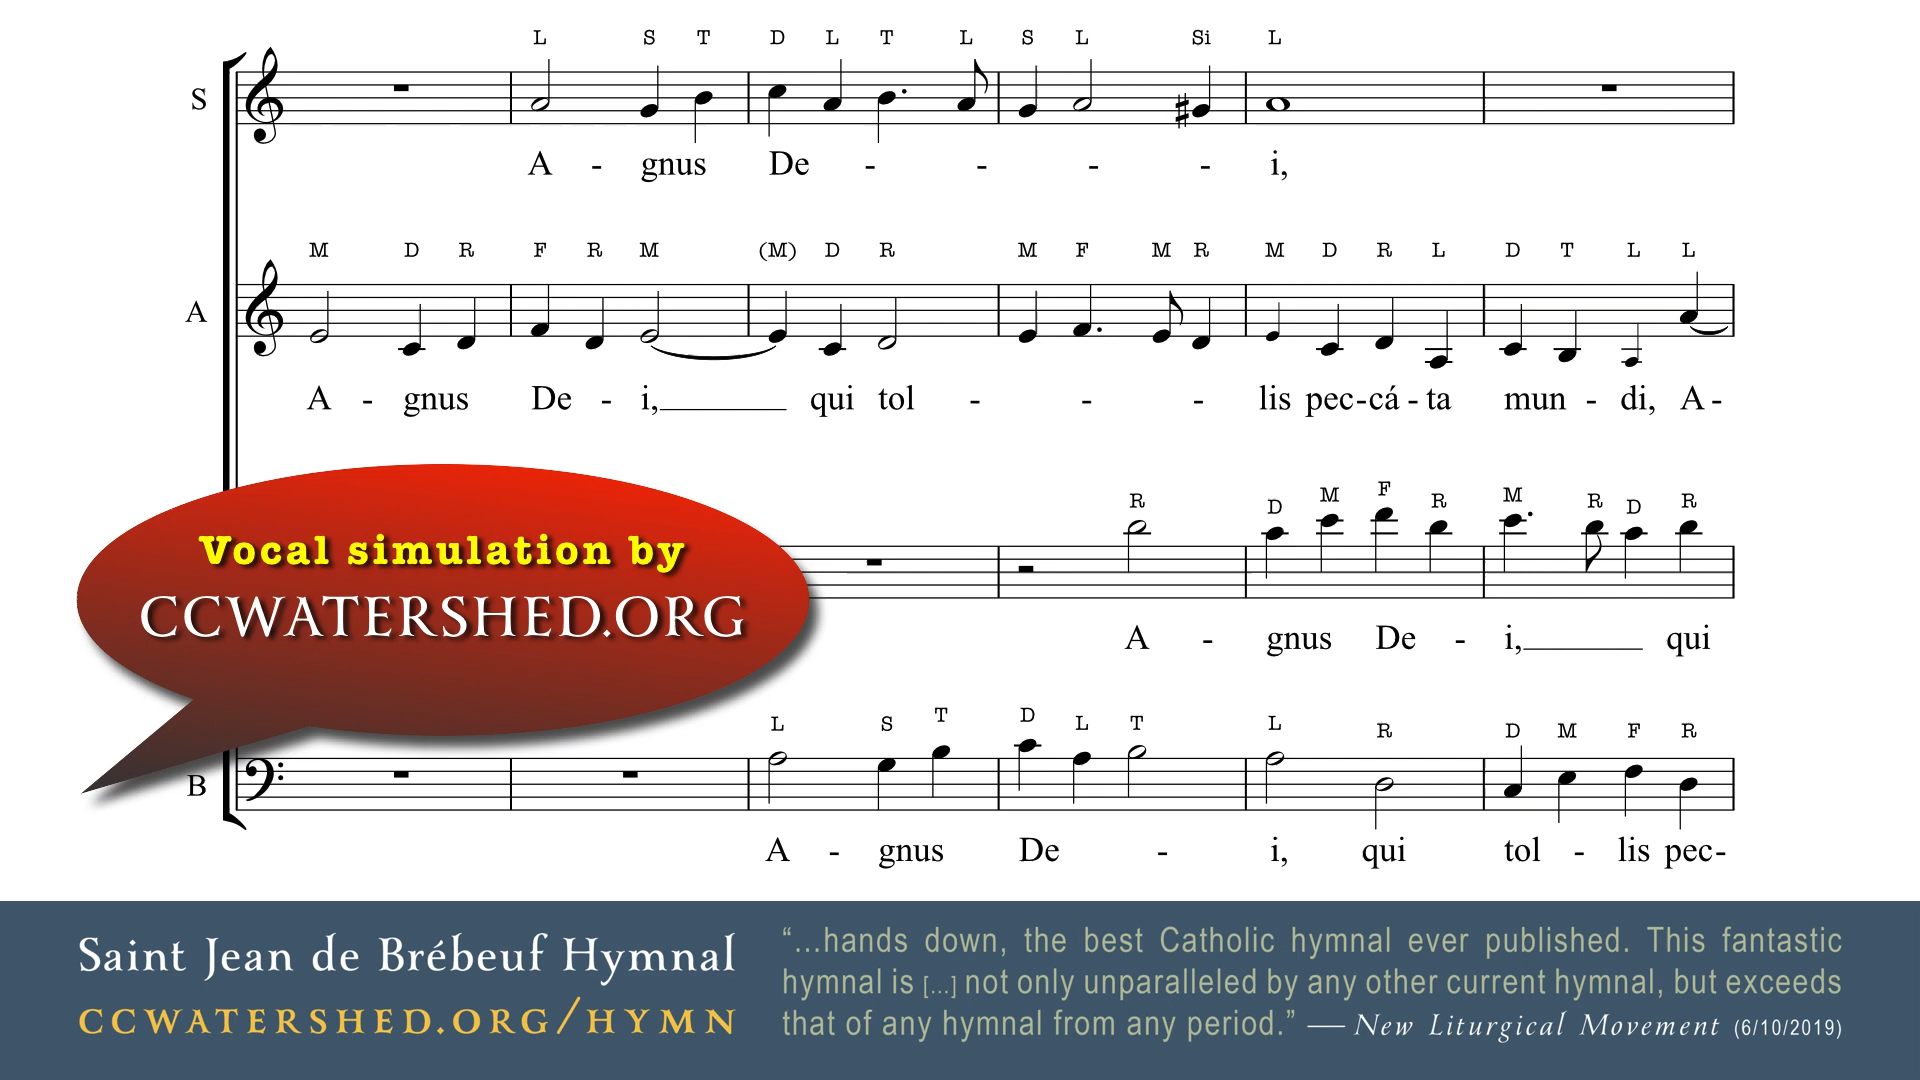 L S T D L T L S L Si L
S
A - gnus De - - - - i,
M D R F R M (M) D R M F M R M D R L D T L L
A
A - gnus De - i, qui tol - - - lis pec-cá-ta mun - di, A-
R D M F R M R D R
Vocal simulation by
CCWATERSHED.ORG
A - gnus De - i, qui
L S T D L T L R D M F R
B
A - gnus De - i, qui tol - lis pec-
Saint Jean de Brébeuf Hymnal
CCWATERSHED.ORG/HYMN
“…hands down, the best Catholic hymnal ever published. This fantastic
hymnal is [...] not only unparalleled by any other current hymnal, but exceeds
that of any hymnal from any period.” — New Liturgical Movement (6/10/2019)